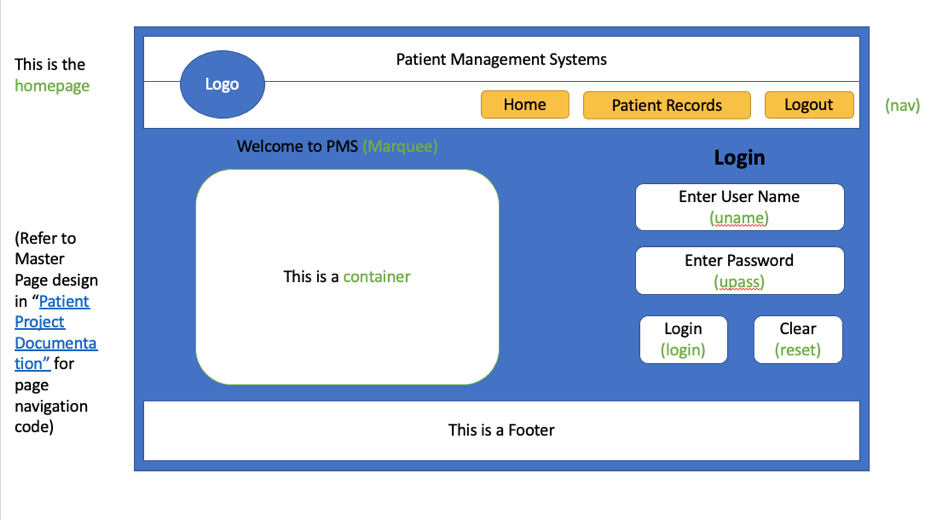 This is the
homepage
Patient Management Systems
Logo
Home
Patient Records
Logout
(nav)
Welcome to PMS (Marquee)
Login
Enter User Name
(uname)
Enter Password
(upass)
Login
(login)
Clear
(reset)
This is a container
(Refer to
Master
Page design
in “Patient
Project
Documenta
tion” for
page
navigation
code)
This is a Footer